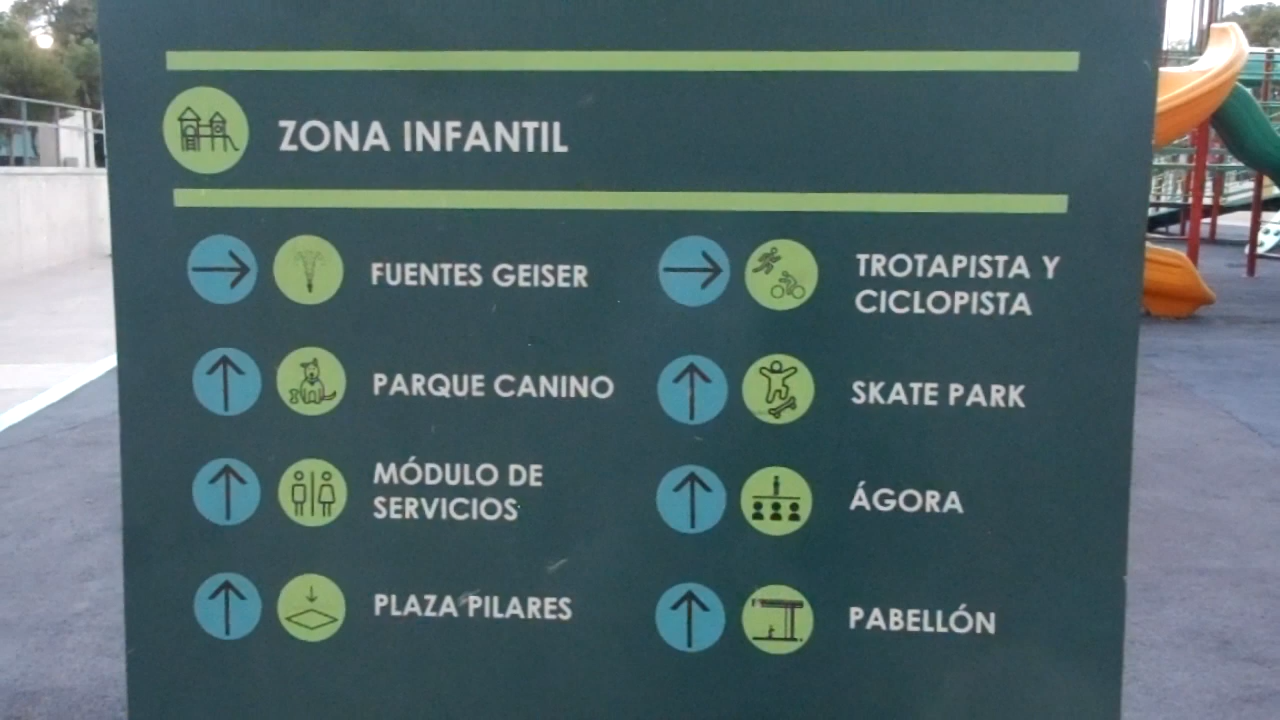 ZONA INFANTIL
FUENTES GEISER
PARQUE CANINO
MÓDULO DE
SERVICIOS
PLAZA PILARES
TROTAPISTA Y
CICLOPISTA
SKATE PARK
ÁGORA
PABELLÓN